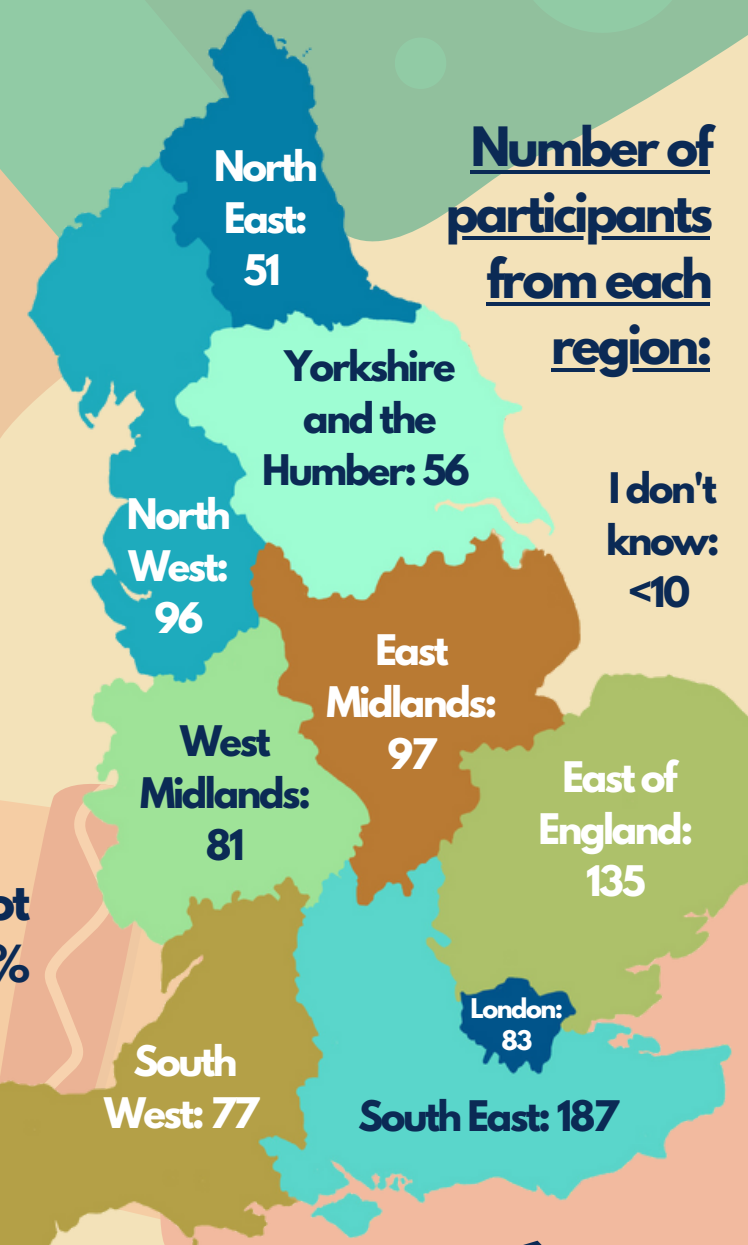 Number of
participants
from each
region:
North
East:
51
Yorkshire
and the
Humber: 56
I don't
know:
<10
North
West:
96
East
Midlands:
97
West
Midlands:
81
East of
England:
135
ot
%
London:
83
South
West: 77
South East: 187